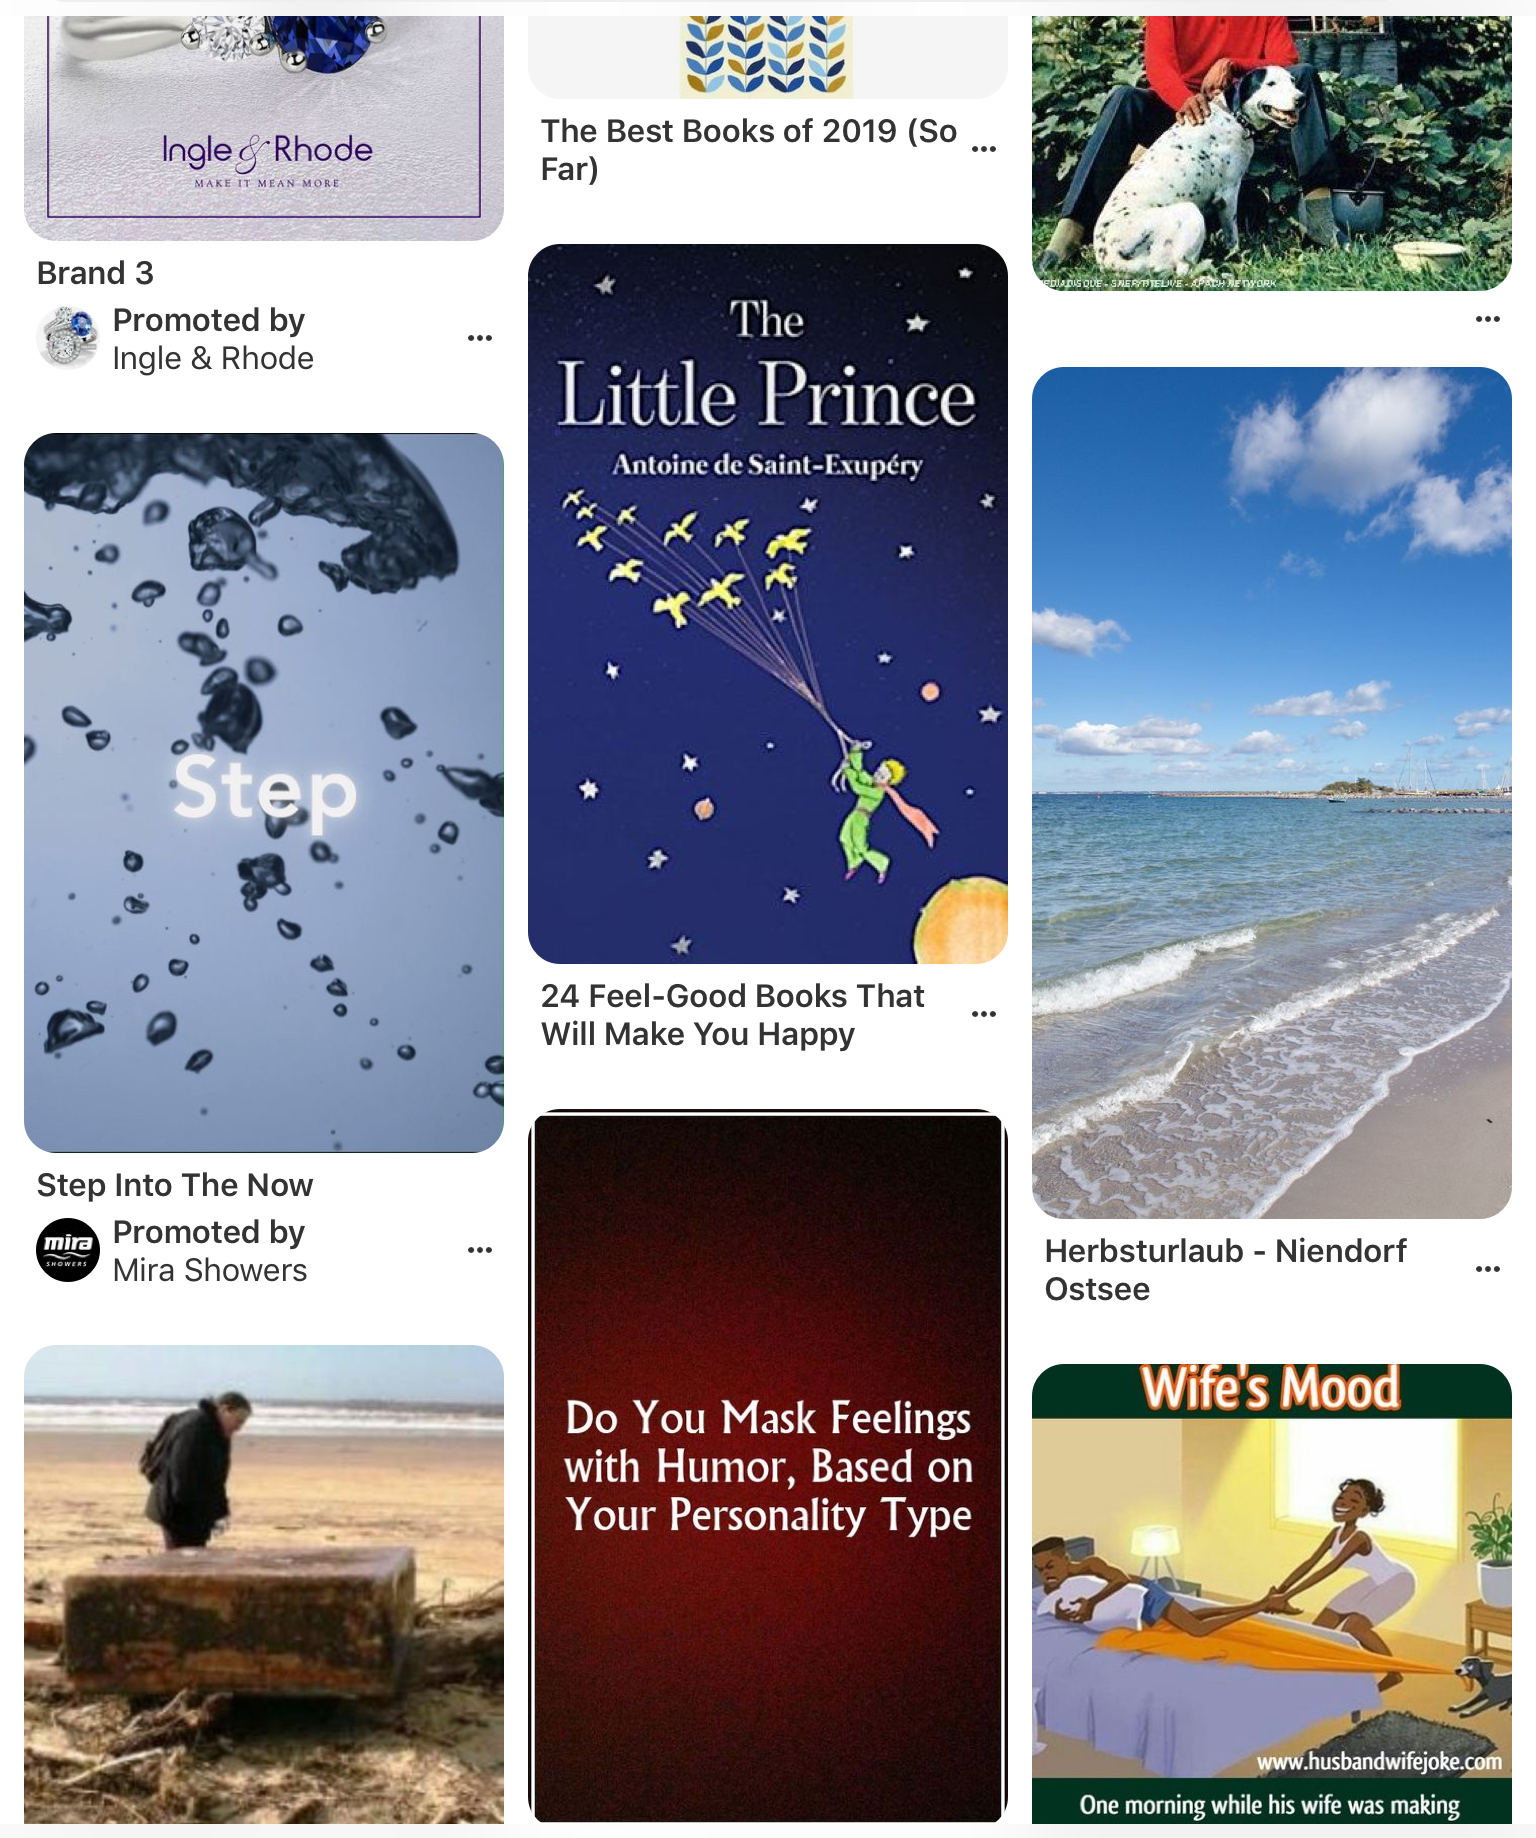 Ingle & Rhode
MAKE IT MEAN MORE
Brand 3
Promoted by
Ingle & Rhode
Step
Step Into The Now
mira
SHOWERS
Promoted by
Mira Showers
The Best Books of 2019 (So
Far)
The
Little Prince
Antoine de Saint-Exupéry
24 Feel-Good Books That
Will Make You Happy
Do You Mask Feelings
with Humor, Based on
Your Personality Type
NETWORK
Herbsturlaub - Niendorf
Ostsee
Wife's Mood
www.husbandwifejoke.com
One morning while his wife was making